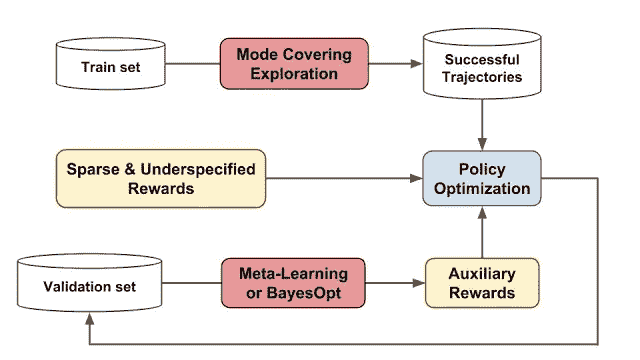 Train set
Mode Covering
Exploration
Successful
Trajectories
Sparse & Underspecified
Rewards
Policy
Optimization
Validation set
Meta-Learning
or BayesOpt
Auxiliary
Rewards